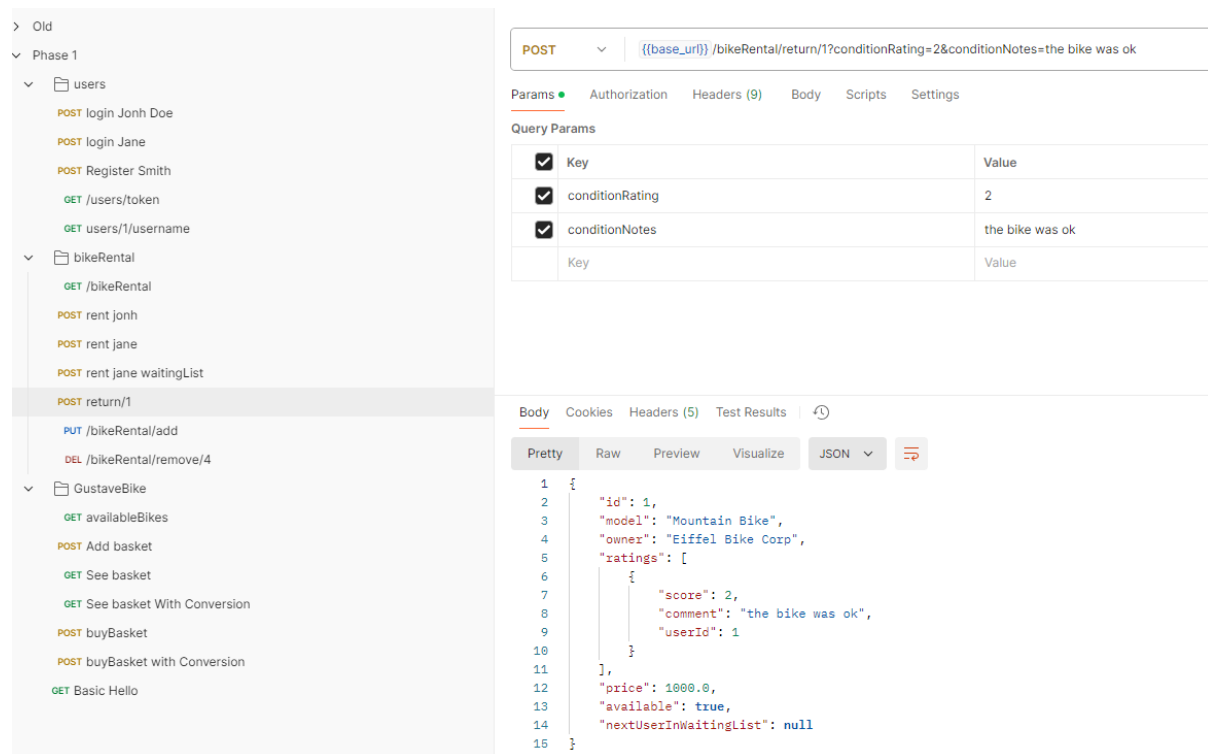 Old
Phase 1
users
POST login Jonh Doe
POST login Jane
POST Register Smith
GET /users/token
GET users/1/username
bikeRental
GET /bikeRental
POST rent jonh
POST rent jane
POST rent jane waitingList
POST return/1
PUT /bikeRental/add
DEL /bikeRental/remove/4
GustaveBike
GET availableBikes
POST Add basket
GET See basket
GET See basket With Conversion
POST buyBasket
POST buyBasket with Conversion
GET Basic Hello
POST {{base_url}} /bikeRental/return/1?conditionRating=2&conditionNotes=the bike was ok
Params Authorization Headers (9) Body Scripts Settings
Query Params
Key Value
conditionRating 2
conditionNotes the bike was ok
Key Value
Body Cookies Headers (5) Test Results
Pretty Raw Preview Visualize JSON
1 {
2 "id": 1,
3 "model": "Mountain Bike",
4 "owner": "Eiffel Bike Corp",
5 "ratings": [
6 {
7 "score": 2,
8 "comment": "the bike was ok",
9 "userId": 1
10 }
11 ],
12 "price": 1000.0,
13 "available": true,
14 "nextUserInWaitingList": null
15 }